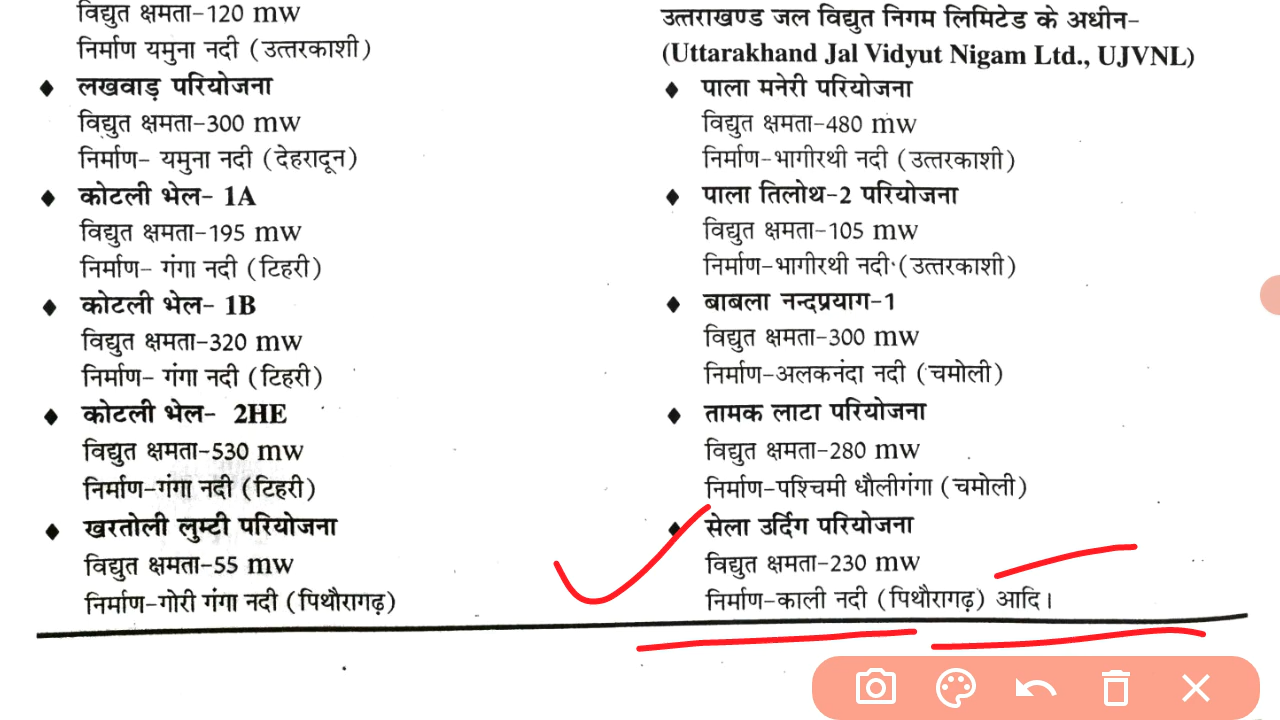 विद्युत क्षमता-120 mw
निर्माण यमुना नदी (उत्तरकाशी)
♦ लखवाड़ परियोजना
विद्युत क्षमता-300 mw
निर्माण- यमुना नदी (देहरादून)
♦ कोटली भेल- 1A
विद्युत क्षमता-195 mw
निर्माण- गंगा नदी (टिहरी)
♦ कोटली भेल- 1B
विद्युत क्षमता-320 mw
निर्माण- गंगा नदी (टिहरी)
♦ कोटली भेल- 2HE
विद्युत क्षमता-530 mw
निर्माण-गंगा नदी (टिहरी)
♦ खरतोली लुम्टी परियोजना
विद्युत क्षमता-55 mw
निर्माण-गोरी गंगा नदी (पिथौरागढ़)
उत्तराखण्ड जल विद्युत निगम लिमिटेड के अधीन-
(Uttarakhand Jal Vidyut Nigam Ltd., UJVNL)
♦ पाला मनेरी परियोजना
विद्युत क्षमता-480 mw
निर्माण-भागीरथी नदी (उत्तरकाशी)
♦ पाला तिलोथ-2 परियोजना
विद्युत क्षमता-105 mw
निर्माण-भागीरथी नदी (उत्तरकाशी)
♦ बाबला नन्दप्रयाग-1
विद्युत क्षमता-300 mw
निर्माण-अलकनंदा नदी (चमोली)
♦ तामक लाटा परियोजना
विद्युत क्षमता-280 mw
निर्माण-पश्चिमी धौलीगंगा (चमोली)
♦ सेला उर्दिग परियोजना
विद्युत क्षमता-230 mw
निर्माण-काली नदी (पिथौरागढ़) आदि।